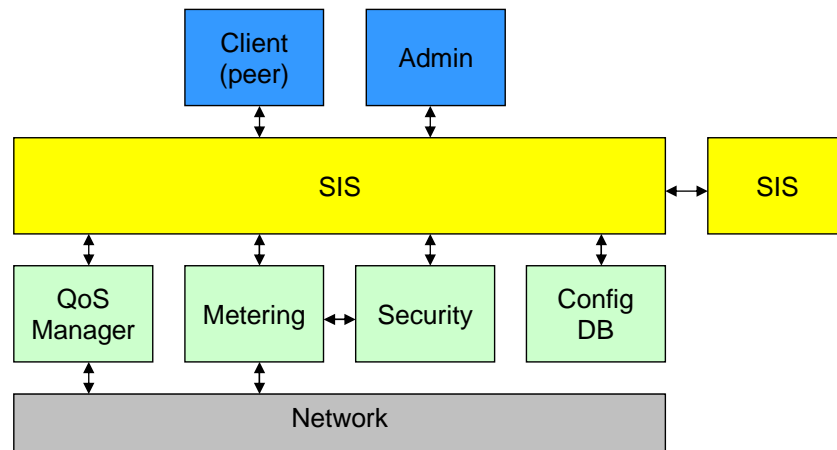 Client
(peer)
Admin
SIS
SIS
QoS
Manager
Metering
Security
Config
DB
Network